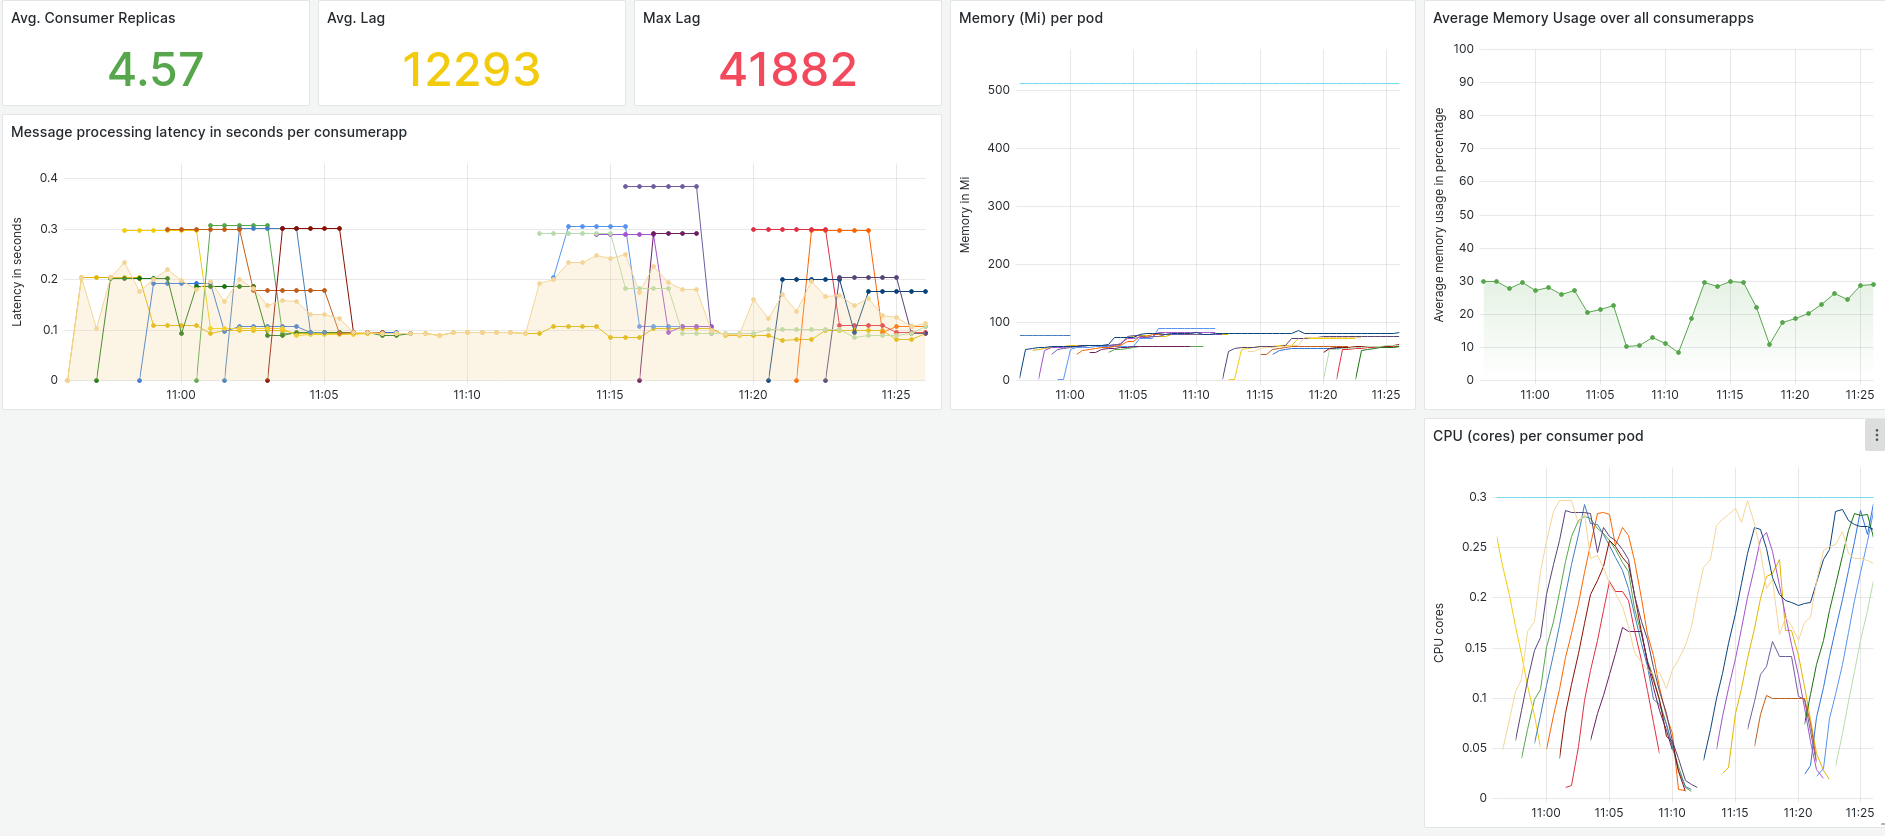 Avg. Consumer Replicas
4.57
Avg. Lag
12293
Max Lag
41882
Message processing latency in seconds per consumerapp
Latency in seconds
0.4
0.3
0.2
0.1
0
11:00 11:05 11:10 11:15 11:20 11:25
Memory (Mi) per pod
Memory in Mi
500
400
300
200
100
0
11:00 11:05 11:10 11:15 11:20 11:25
Average Memory Usage over all consumerapps
Average memory usage in percentage
100
90
80
70
60
50
40
30
20
10
0
11:00 11:05 11:10 11:15 11:20 11:25
CPU (cores) per consumer pod
CPU cores
0.3
0.25
0.2
0.15
0.1
0.05
0
11:00 11:05 11:10 11:15 11:20 11:25